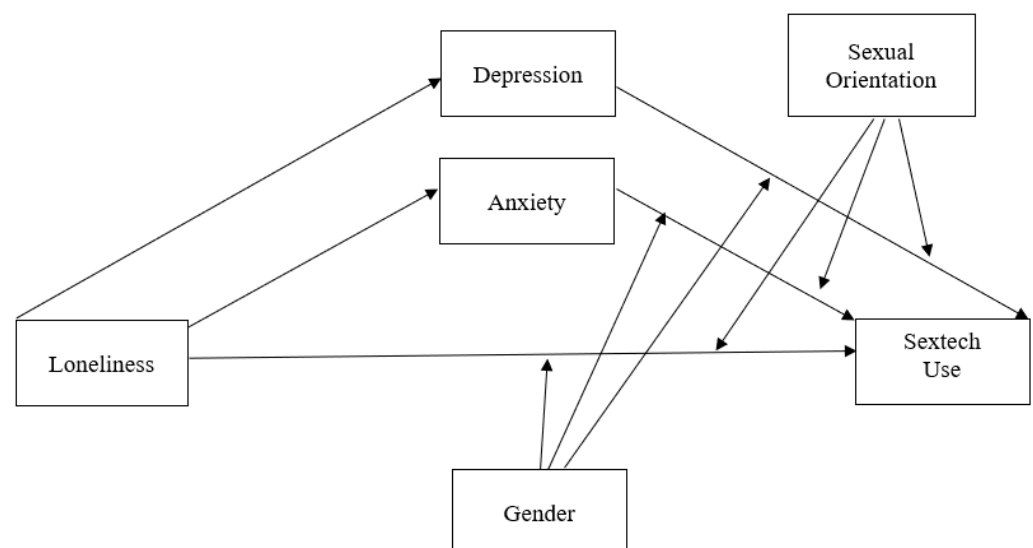 Depression
Sexual
Orientation
Anxiety
Loneliness
Sextech
Use
Gender